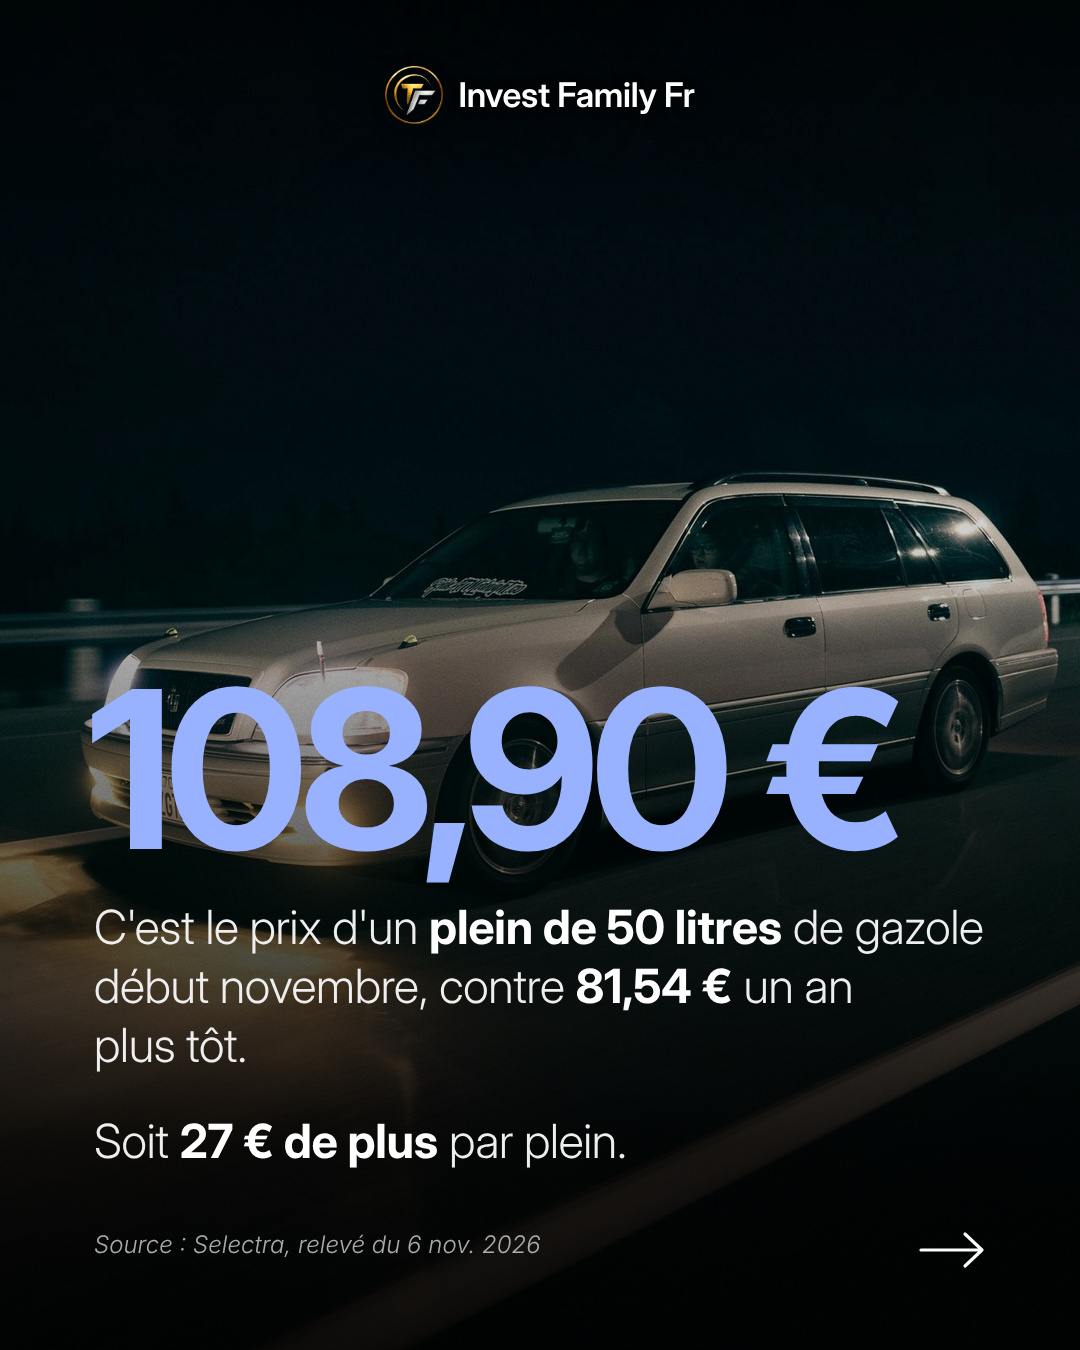 Invest Family Fr
108,90 €
C'est le prix d'un plein de 50 litres de gazole
début novembre, contre 81,54 € un an
plus tôt.
Soit 27 € de plus par plein.
Source : Selectra, relevé du 6 nov. 2026